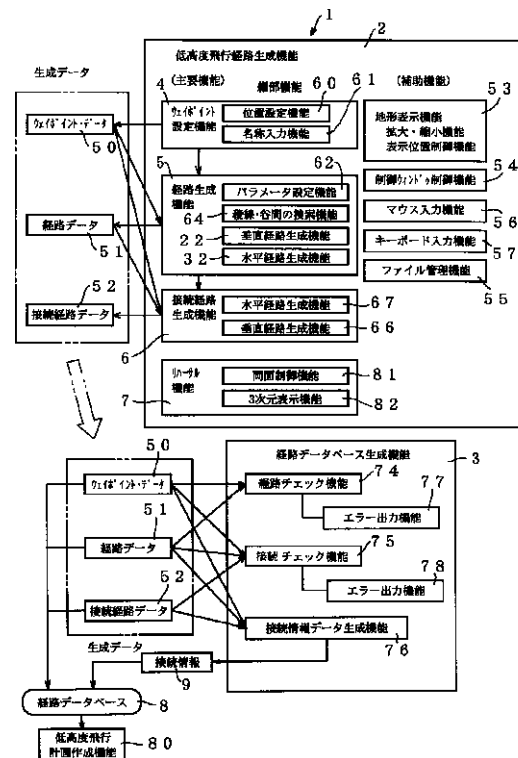 1
2
低高度飛行経路生成機能
生成データ
(主要機能)
細部機能
(補助機能)
4
60
61
53
ウェイポイント
設定機能
位置設定機能
名称入力機能
地形表示機能
拡大・縮小機能
表示位置制御機能
ウェイポイント・データ
50
5
62
54
経路生成
機能
パラメータ設定機能
制御ウィンドゥ制御機能
64
稜線・谷間の検索機能
56
マウス入力機能
22
垂直経路生成機能
57
キーボード入力機能
経路データ
51
32
水平経路生成機能
ファイル管理機能
55
52
接続経路データ
接続経路
生成機能
水平経路生成機能
67
垂直経路生成機能
66
6
リハーサル
機能
画面制御機能
81
7
3次元表示機能
82
50
経路データベース生成機能
3
ウェイポイント・データ
74
経路チェック機能
77
51
エラー出力機能
経路データ
75
接続チェック機能
52
78
エラー出力機能
接続経路データ
接続情報データ生成機能
76
生成データ
接続情報
9
経路データベース
8
低高度飛行
計画作成機能
80